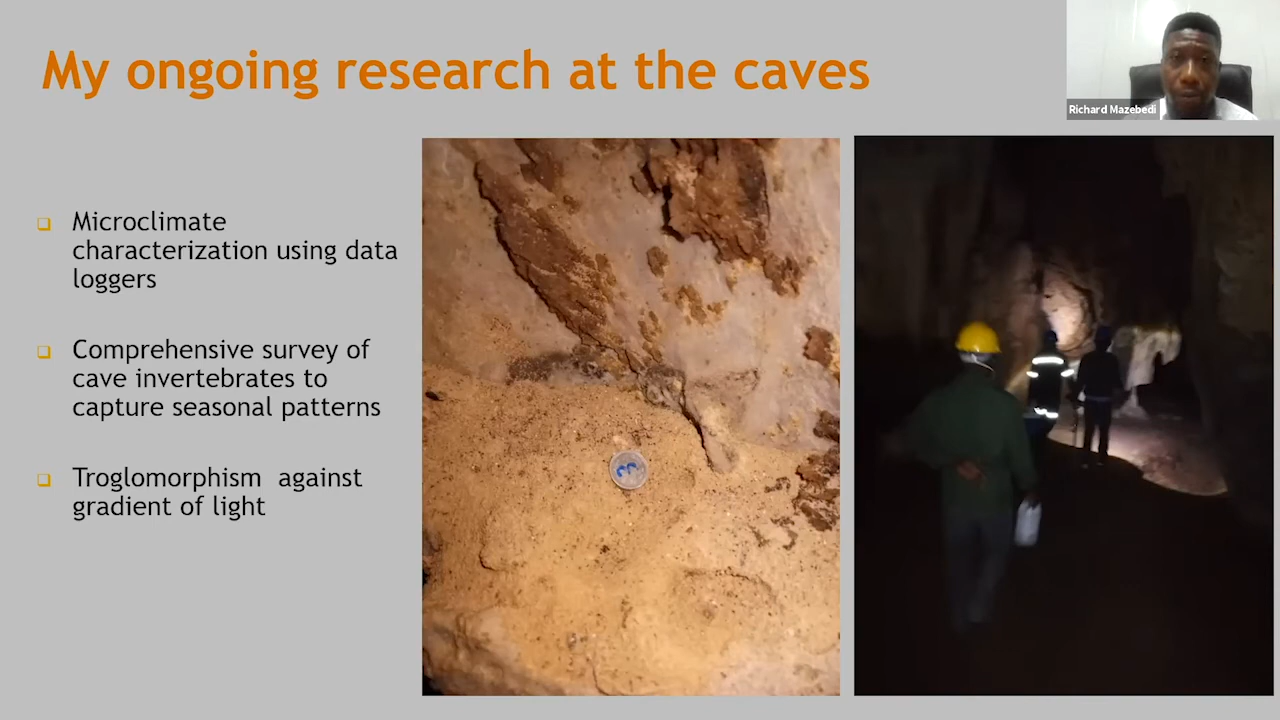 My ongoing research at the caves
Richard Mazebedi
Microclimate
characterization using data
loggers
Comprehensive survey of
cave invertebrates to
capture seasonal patterns
Troglomorphism against
gradient of light